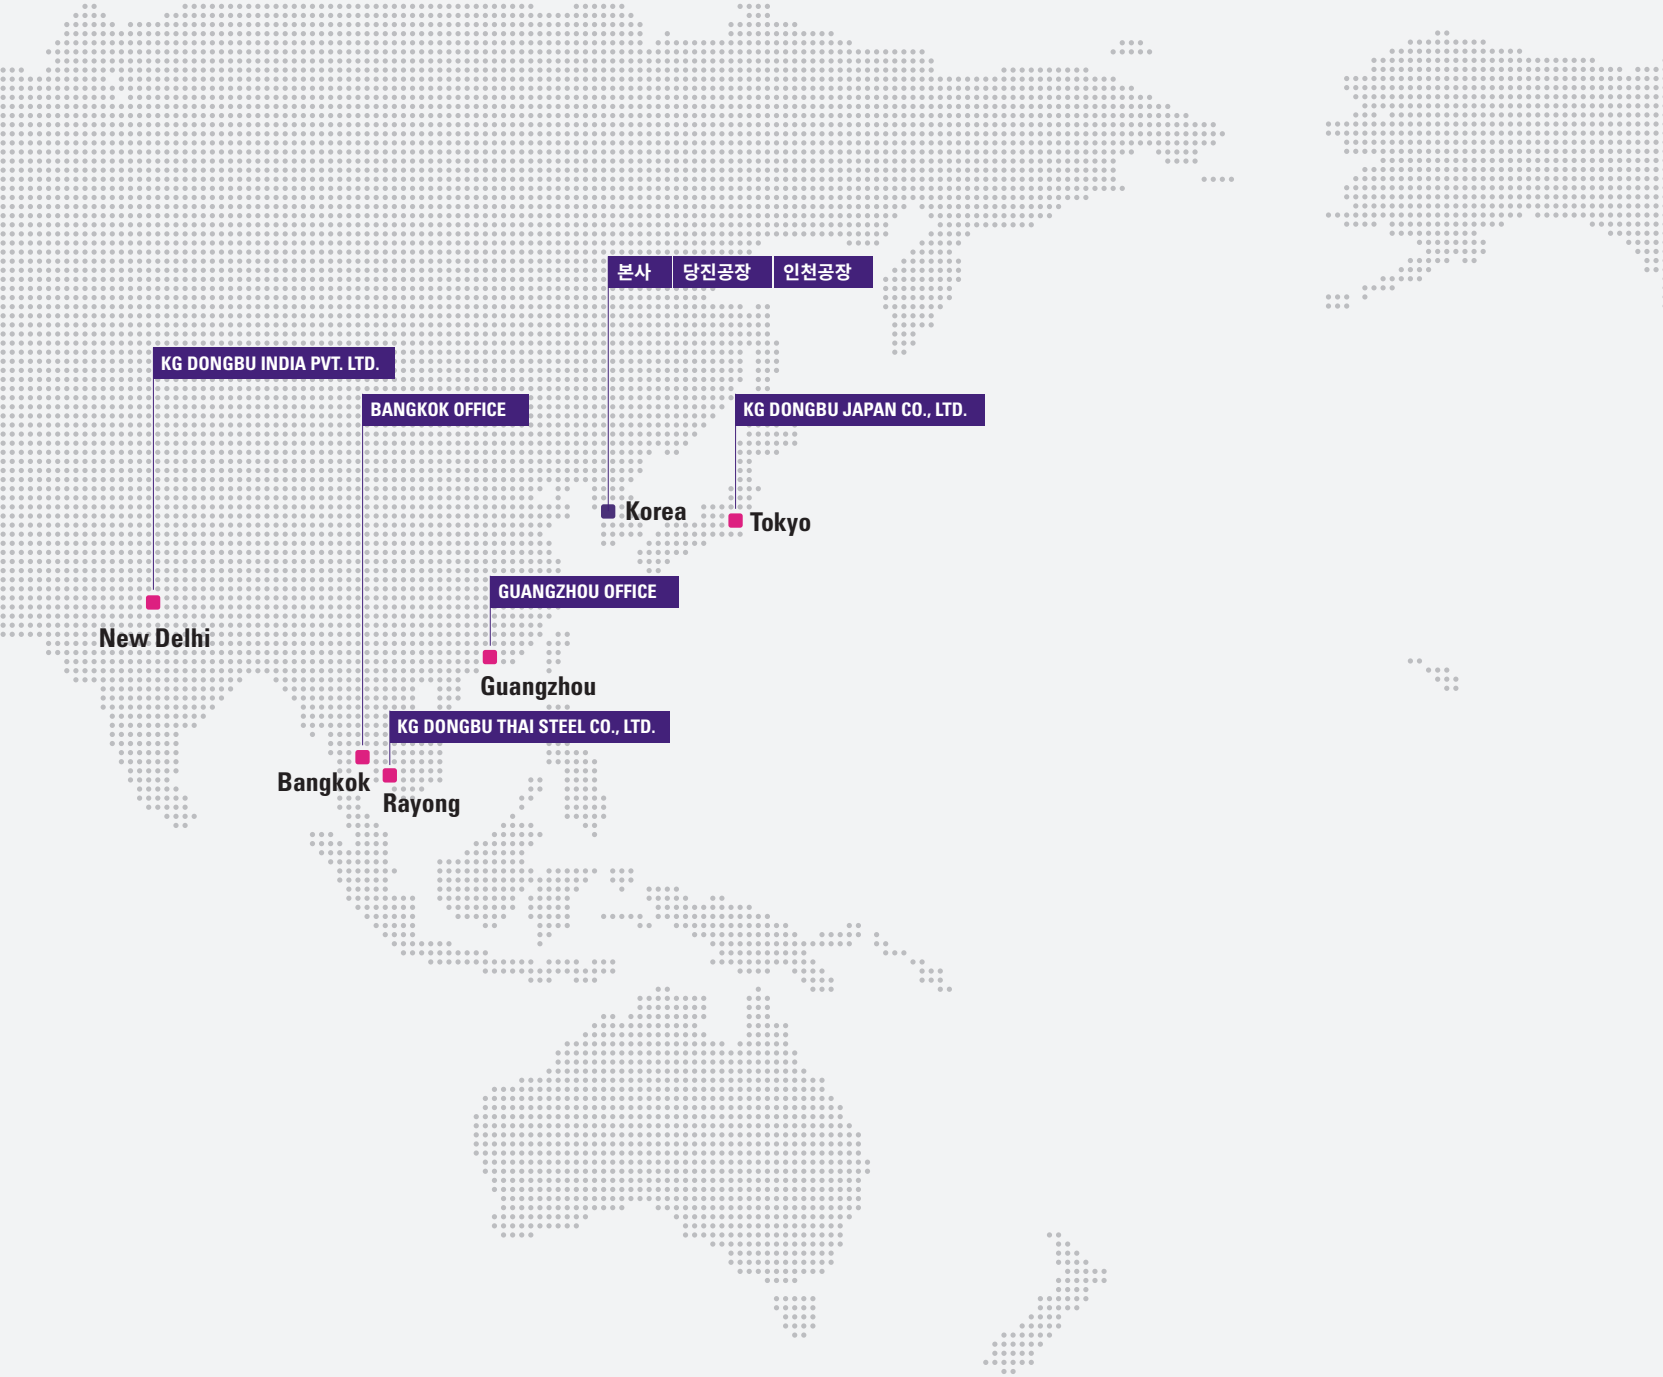 본사 당진공장 인천공장
KG DONGBU INDIA PVT. LTD.
BANGKOK OFFICE
KG DONGBU JAPAN CO., LTD.
Korea
Tokyo
GUANGZHOU OFFICE
New Delhi
Guangzhou
KG DONGBU THAI STEEL CO., LTD.
Bangkok
Rayong